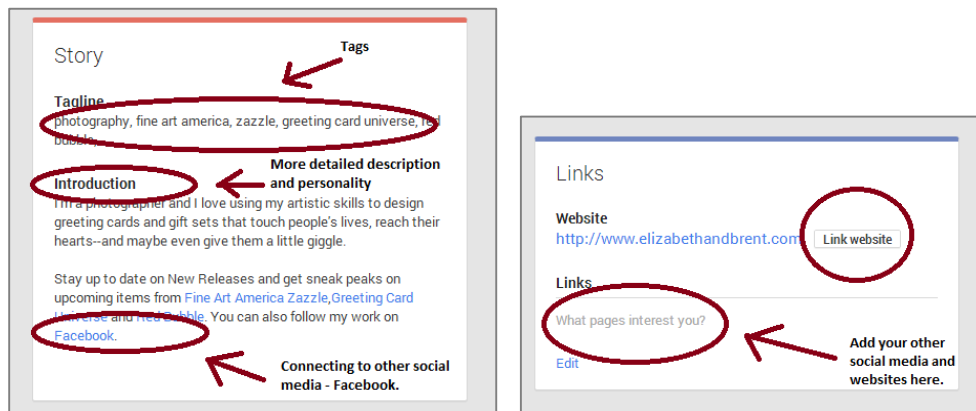 Story
Tags
Tagline
photography, fine art america, zazzle, greeting card universe, red
bubble,
More detailed description
and personality
Introduction
I'm a photographer and I love using my artistic skills to design
greeting cards and gift sets that touch people's lives, reach their
hearts--and maybe even give them a little giggle.
Stay up to date on New Releases and get sneak peaks on
upcoming items from Fine Art America Zazzle,Greeting Card
Universe and Red Bubble. You can also follow my work on
Facebook.
Connecting to other social
media - Facebook.
Links
Website
http://www.elizabethandbrent.com
Link website
Links
What pages interest you?
Edit
Add your other
social media and
websites here.